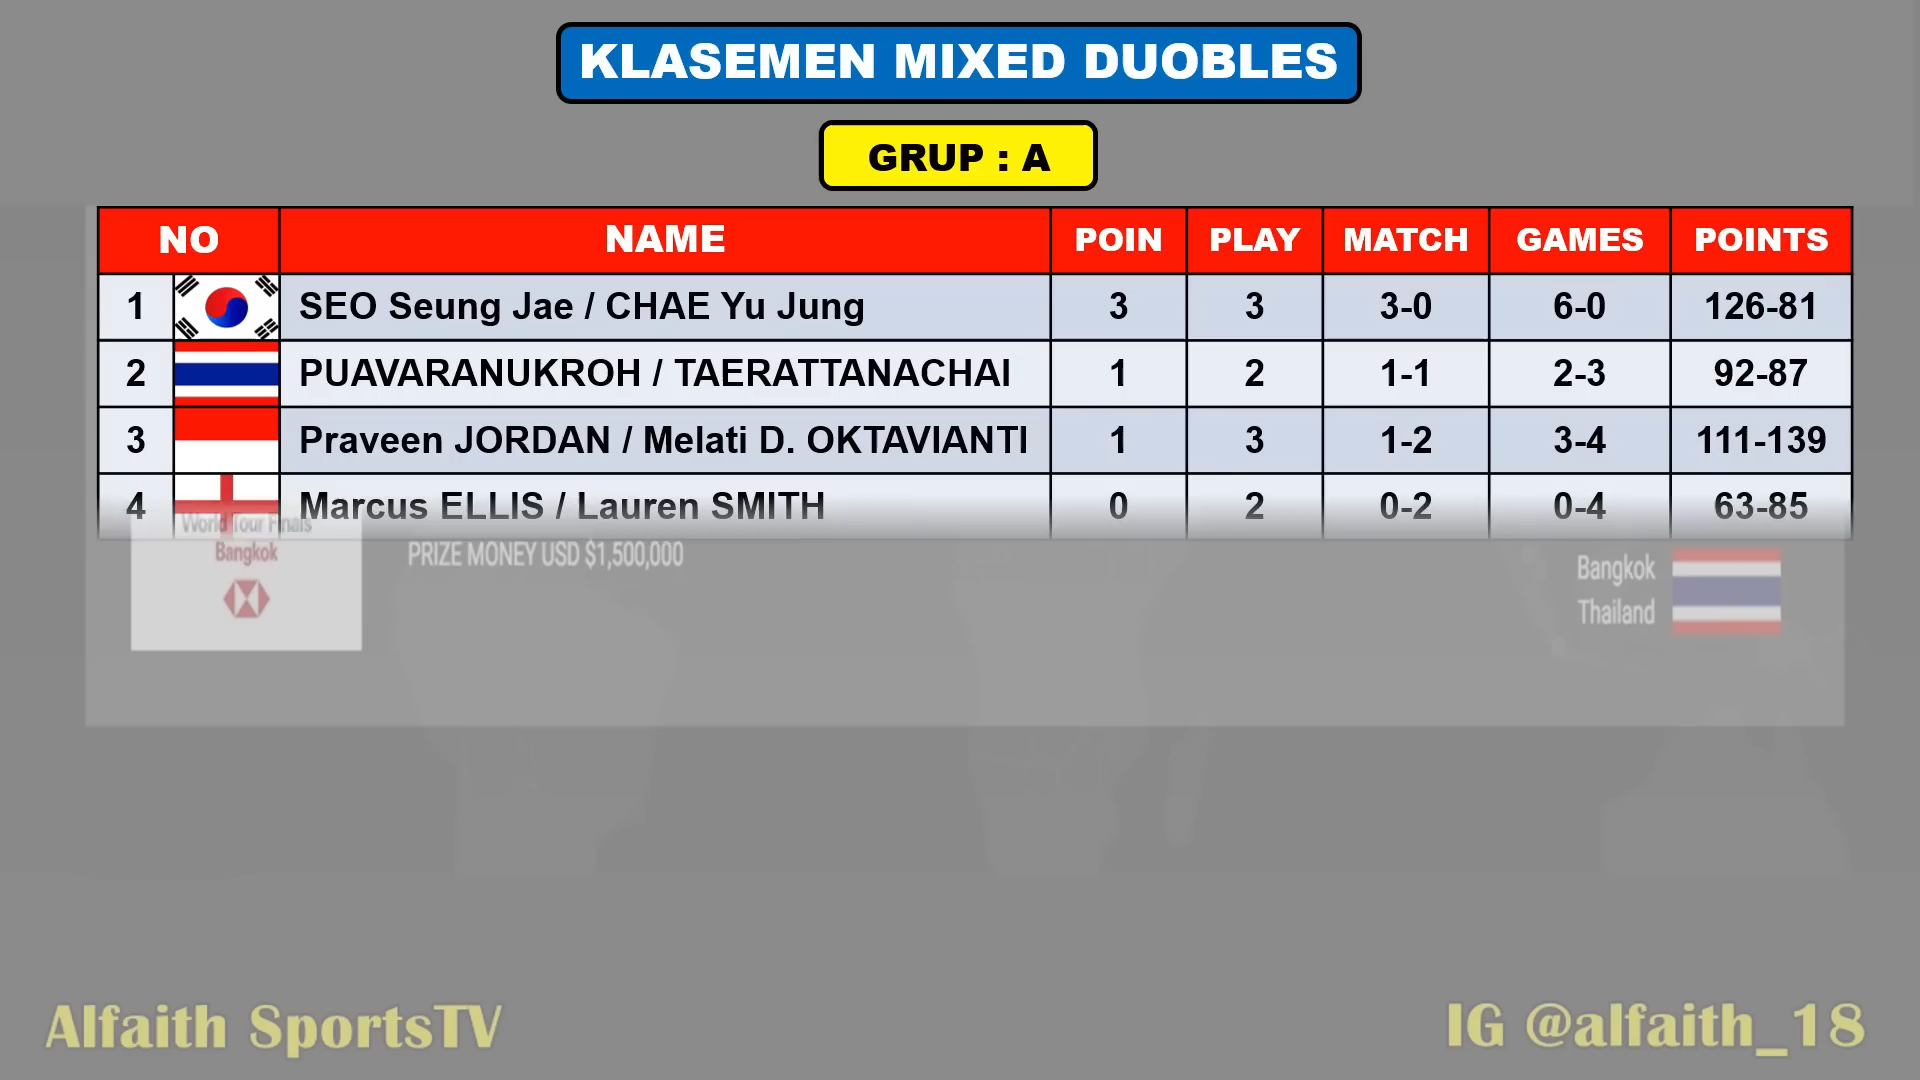 KLASEMEN MIXED DUOBLES
GRUP : A
NO NAME POIN PLAY MATCH GAMES POINTS
1 SEO Seung Jae / CHAE Yu Jung 3 3 3-0 6-0 126-81
2 PUAVARANUKROH / TAERATTANACHAI 1 2 1-1 2-3 92-87
3 Praveen JORDAN / Melati D. OKTAVIANTI 1 3 1-2 3-4 111-139
4 Marcus ELLIS / Lauren SMITH 0 2 0-2 0-4 63-85
World Tour Finals
Bangkok
PRIZE MONEY USD $1,500,000
Bangkok
Thailand
Alfaith SportsTV
IG @alfaith_18